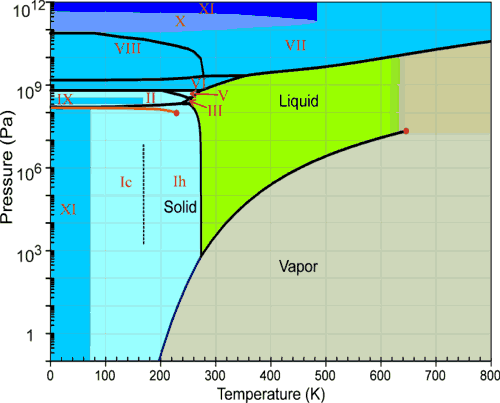 10¹²
XI
X
VIII
VII
10⁹
VI
V
IX
II
III
Liquid
10⁶
Ic
Ih
Solid
XI
10³
Vapor
1
0
100
200
300
400
500
600
700
800
Pressure (Pa)
Temperature (K)